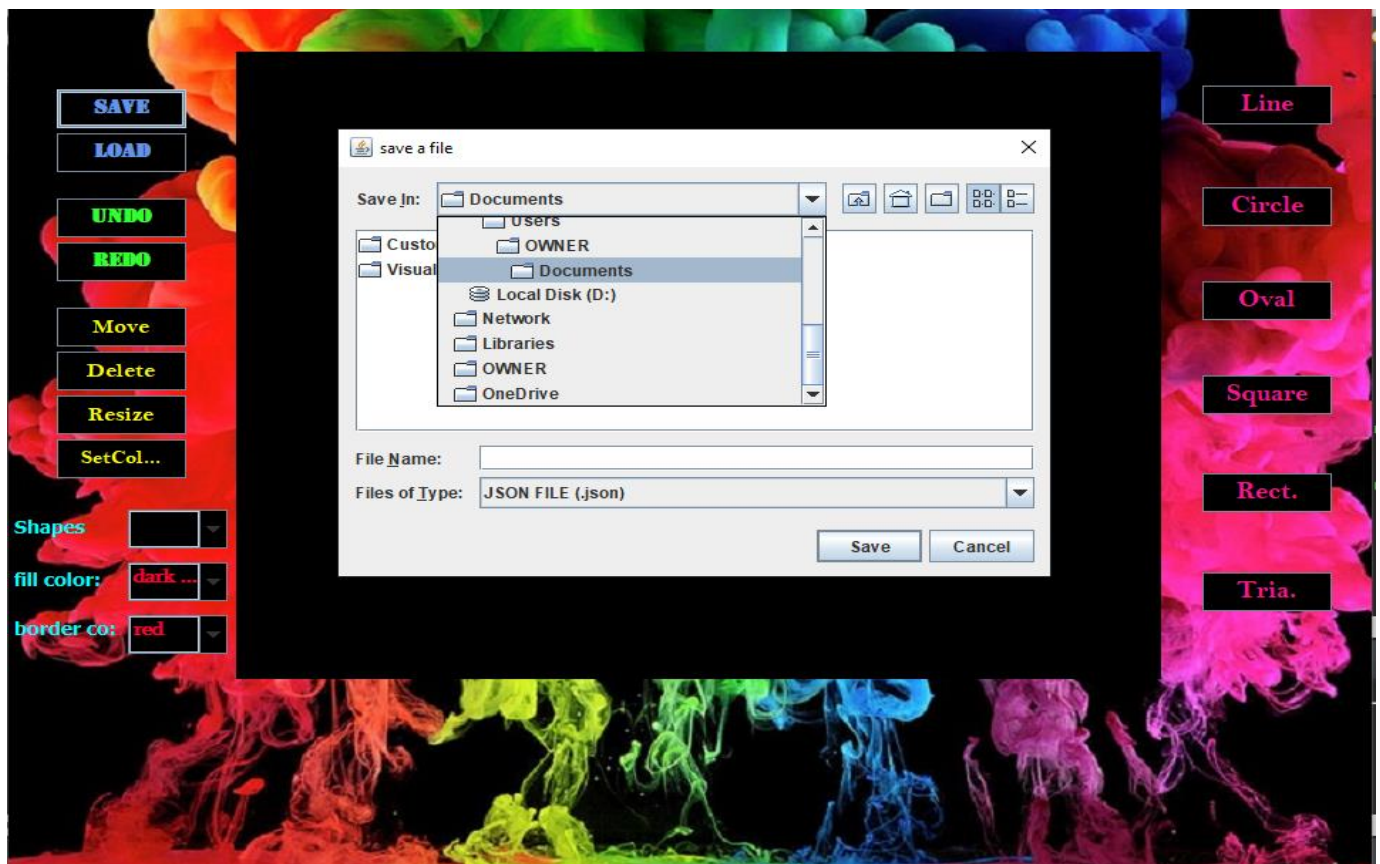 SAVE
LOAD
UNDO
REDO
Move
Delete
Resize
SetCol...
Shapes
fill color: dark ...
border co: red
save a file
Save In: Documents
Users
OWNER
Documents
Local Disk (D:)
Network
Libraries
OWNER
OneDrive
Custo
Visual
File Name:
Files of Type: JSON FILE (.json)
Save Cancel
Line
Circle
Oval
Square
Rect.
Tria.